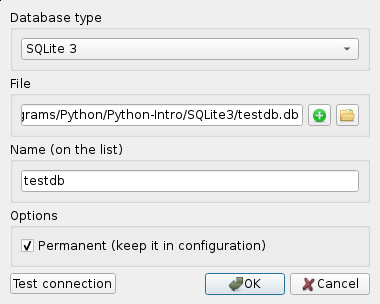 Database type
SQLite 3
File
grams/Python/Python-Intro/SQLite3/testdb.db
Name (on the list)
testdb
Options
Permanent (keep it in configuration)
Test connection OK Cancel